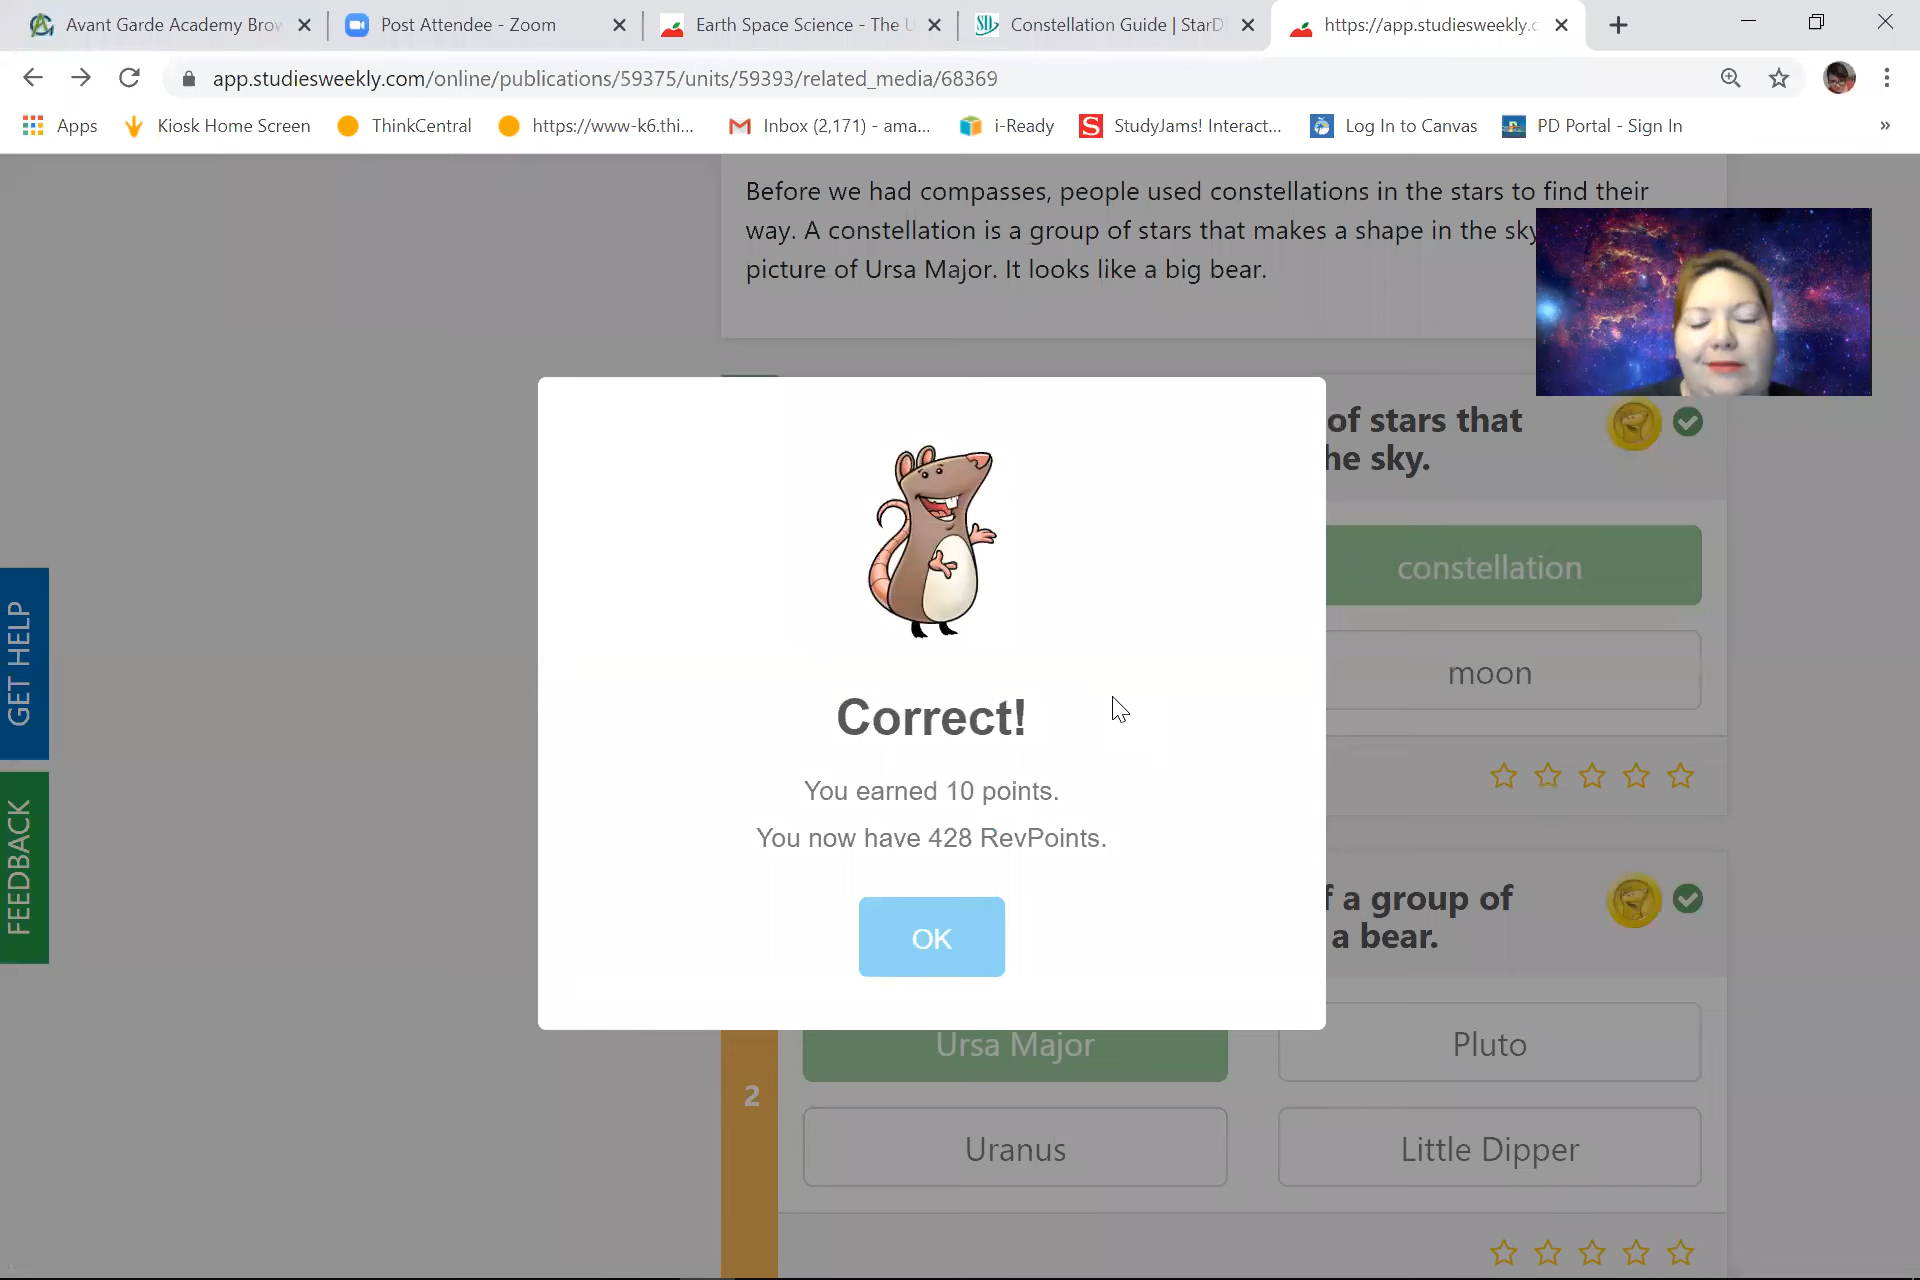 Avant Garde Academy Brow
Post Attendee - Zoom
Earth Space Science - The U
Constellation Guide | StarD
https://app.studiesweekly.c
app.studiesweekly.com/online/publications/59375/units/59393/related_media/68369
Apps
Kiosk Home Screen
ThinkCentral
https://www-k6.thi...
Inbox (2,171) - ama...
i-Ready
StudyJams! Interact...
Log In to Canvas
PD Portal - Sign In
»
Before we had compasses, people used constellations in the stars to find their
way. A constellation is a group of stars that makes a shape in the sky
picture of Ursa Major. It looks like a big bear.
of stars that
he sky.
constellation
moon
GET HELP
FEEDBACK
Correct!
You earned 10 points.
You now have 428 RevPoints.
OK
f a group of
a bear.
2
Ursa Major
Pluto
Uranus
Little Dipper